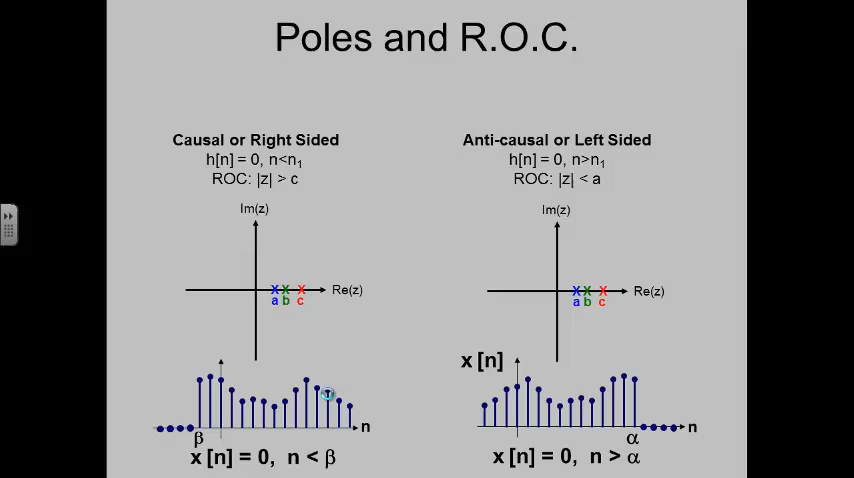 Poles and R.O.C.
Causal or Right Sided
h[n] = 0, n<n₁
ROC: |z| > c
Im(z)
Re(z)
x x x
a b c
n
β
x [n] = 0, n < β
Anti-causal or Left Sided
h[n] = 0, n>n₁
ROC: |z| < a
Im(z)
Re(z)
x x x
a b c
x [n]
n
α
x [n] = 0, n > α